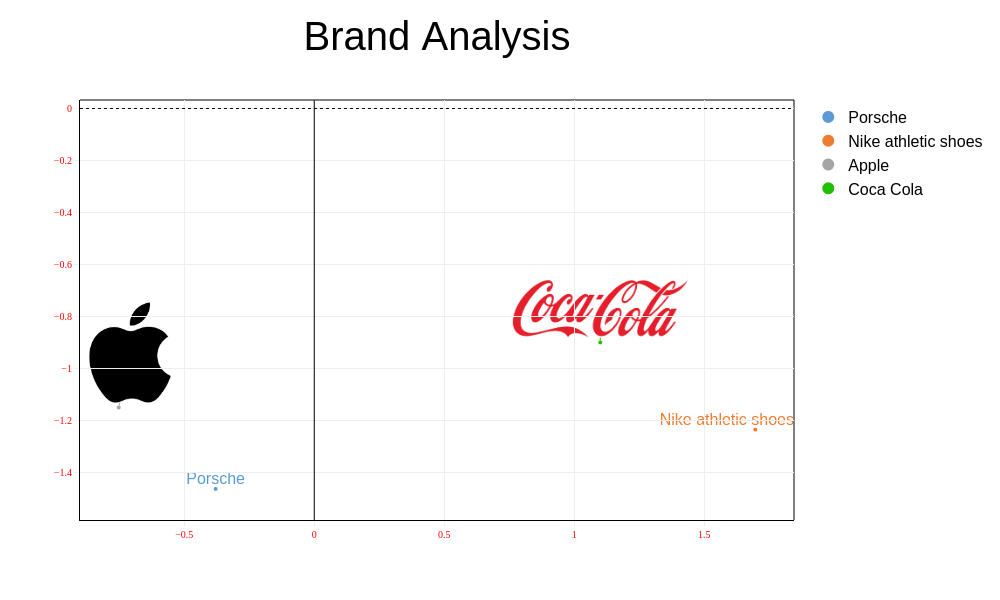 Brand Analysis
0
−0.2
−0.4
−0.6
−0.8
−1
−1.2
−1.4
−0.5
0
0.5
1
1.5
Coca-Cola
Nike athletic shoes
Porsche
Porsche
Nike athletic shoes
Apple
Coca Cola